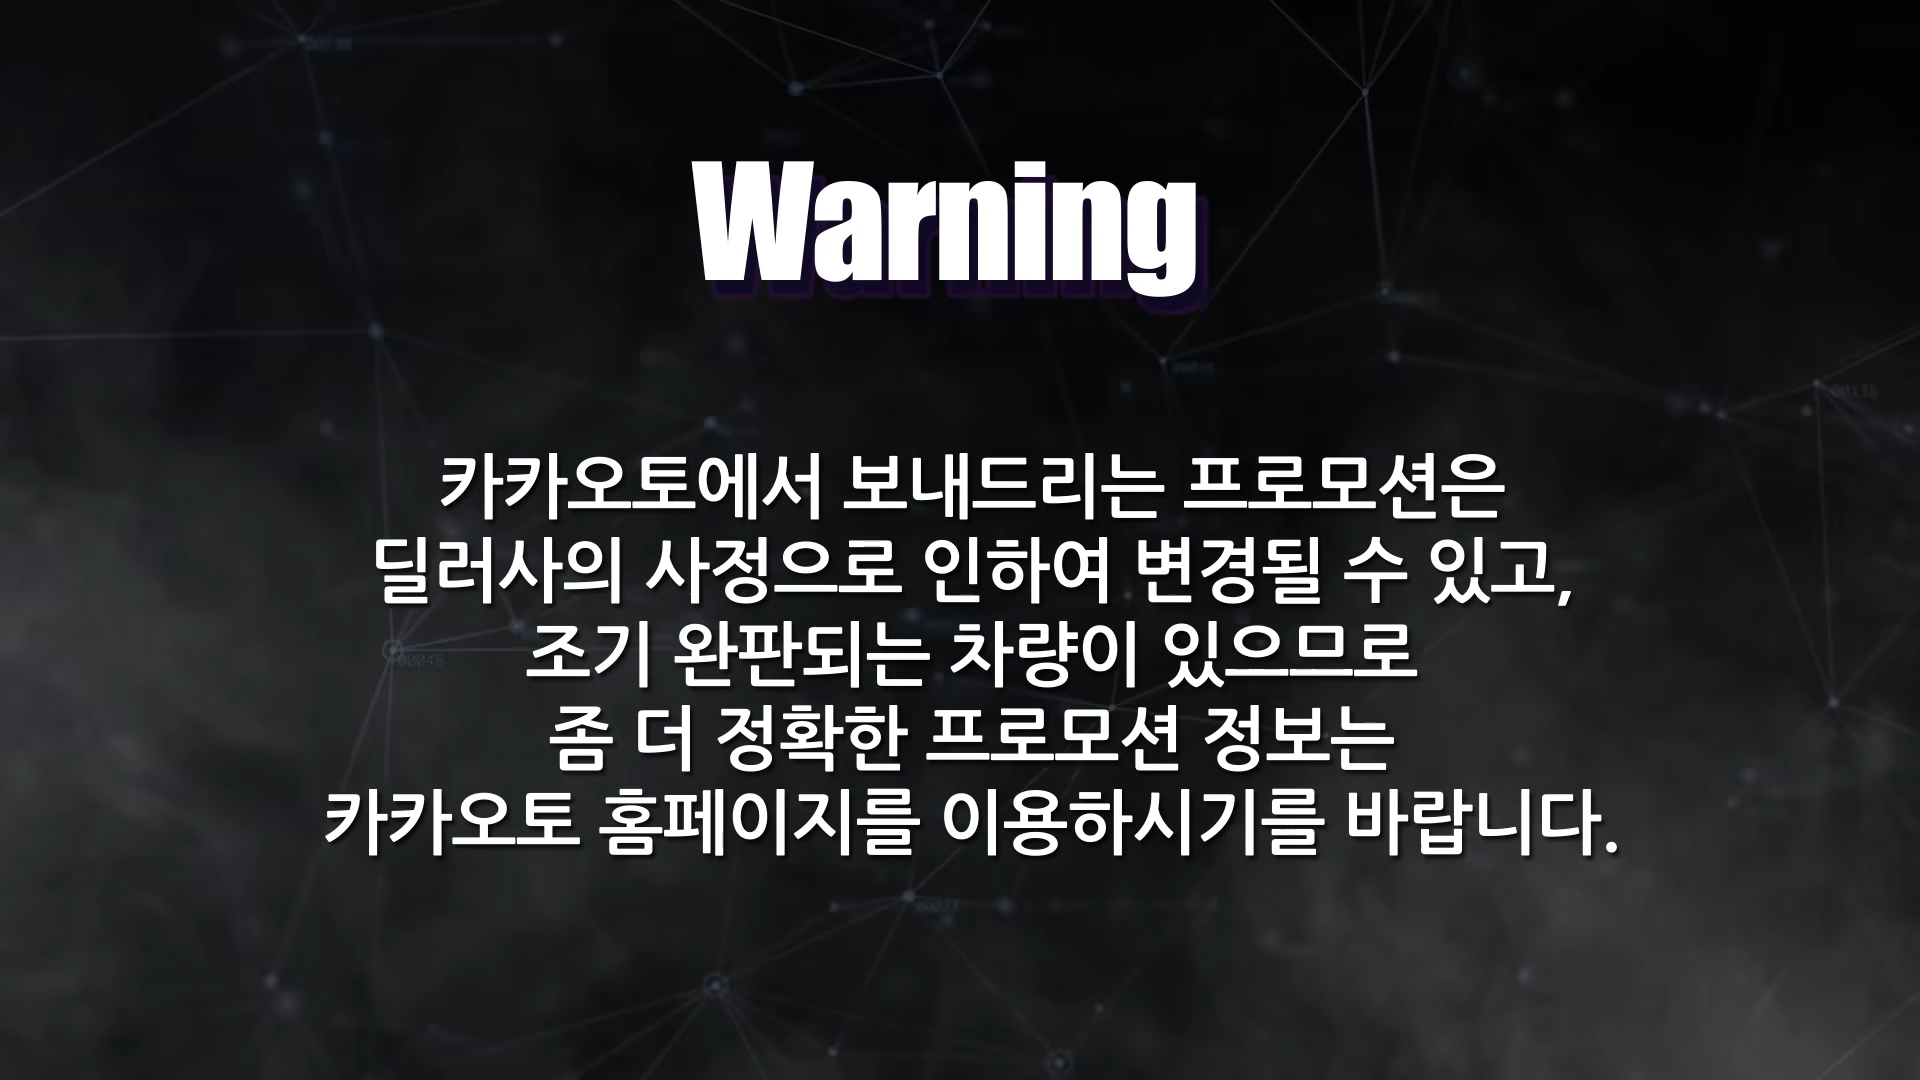 Warning
카카오토에서 보내드리는 프로모션은
딜러사의 사정으로 인하여 변경될 수 있고,
조기 완판되는 차량이 있으므로
좀 더 정확한 프로모션 정보는
카카오토 홈페이지를 이용하시기를 바랍니다.
00045
00135